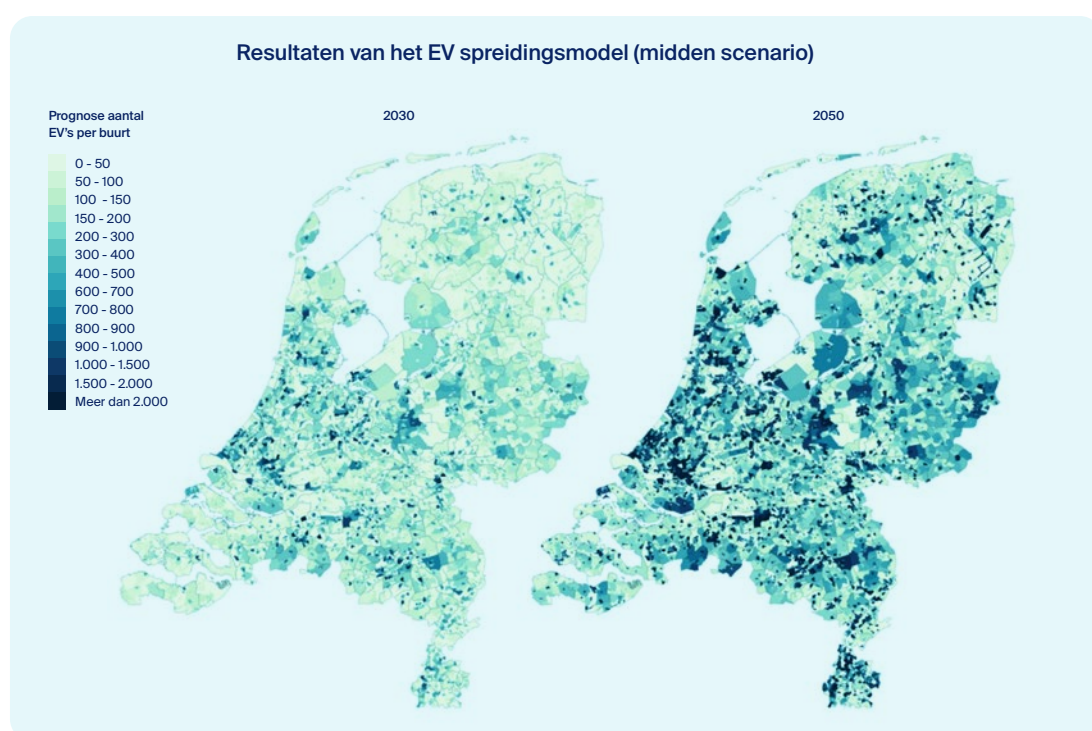 Resultaten van het EV spreidingsmodel (midden scenario)
Prognose aantal
EV's per buurt
2030
2050
0 - 50
50 - 100
100 - 150
150 - 200
200 - 300
300 - 400
400 - 500
600 - 700
700 - 800
800 - 900
900 - 1.000
1.000 - 1.500
1.500 - 2.000
Meer dan 2.000